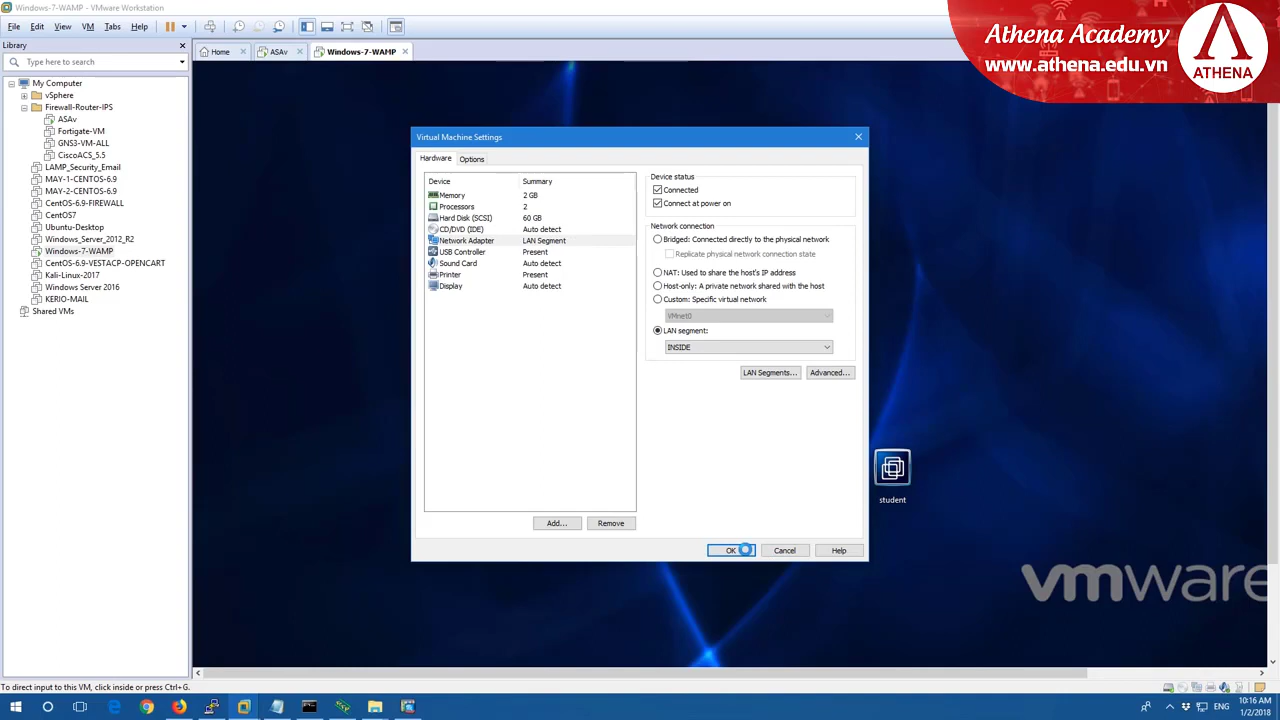 Windows-7-WAMP - VMware Workstation
File Edit View VM Tabs Help
Athena Academy
www.athena.edu.vn
ATHENA
Library
Type here to search
Home
ASAv
Windows-7-WAMP
My Computer
vSphere
Firewall-Router-IPS
ASAv
Fortigate-VM
GNS3-VM-ALL
CiscoACS_5.5
LAMP_Security_Email
MAY-1-CENTOS-6.9
MAY-2-CENTOS-6.9
CentOS-6.9-FIREWALL
CentOS7
Ubuntu-Desktop
Windows_Server_2012_R2
Windows-7-WAMP
CentOS-6.9-VESTACP-OPENCART
Kali-Linux-2017
Windows Server 2016
KERIO-MAIL
Shared VMs
Virtual Machine Settings
Hardware Options
Device Summary
Memory 2 GB
Processors 2
Hard Disk (SCSI) 60 GB
CD/DVD (IDE) Auto detect
Network Adapter LAN Segment
USB Controller Present
Sound Card Auto detect
Printer Present
Display Auto detect
Add... Remove
Device status
Connected
Connect at power on
Network connection
Bridged: Connected directly to the physical network
Replicate physical network connection state
NAT: Used to share the host's IP address
Host-only: A private network shared with the host
Custom: Specific virtual network
VMnet0
LAN segment:
INSIDE
LAN Segments... Advanced...
OK Cancel Help
student
vmware
To direct input to this VM, click inside or press Ctrl+G.
ENG
10:16 AM
1/2/2018